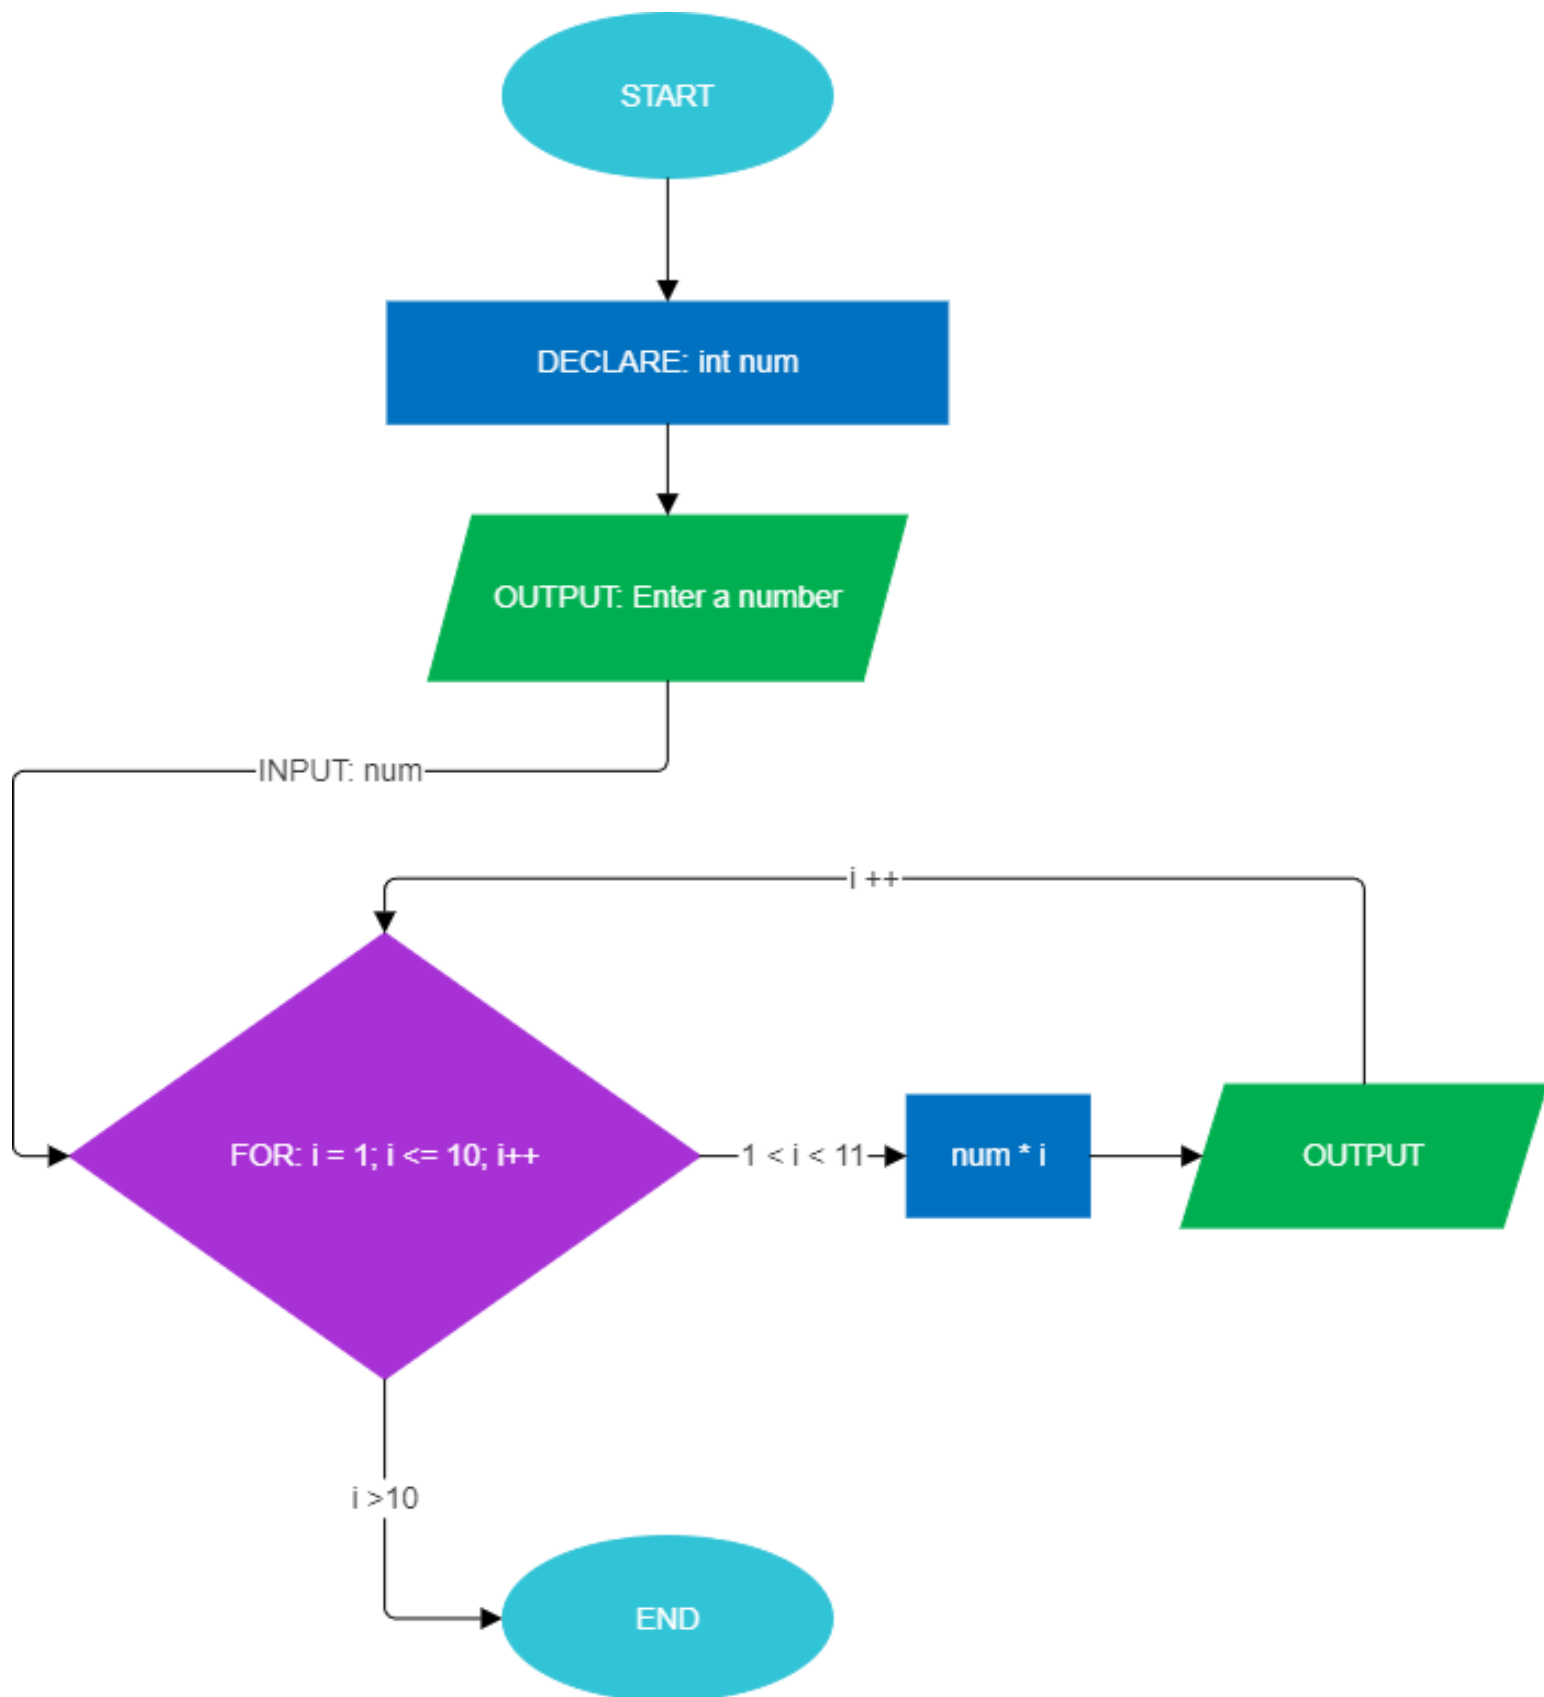 START
DECLARE: int num
OUTPUT: Enter a number
INPUT: num
i ++
FOR: i = 1; i <= 10; i++
1 < i < 11
num * i
OUTPUT
i >10
END